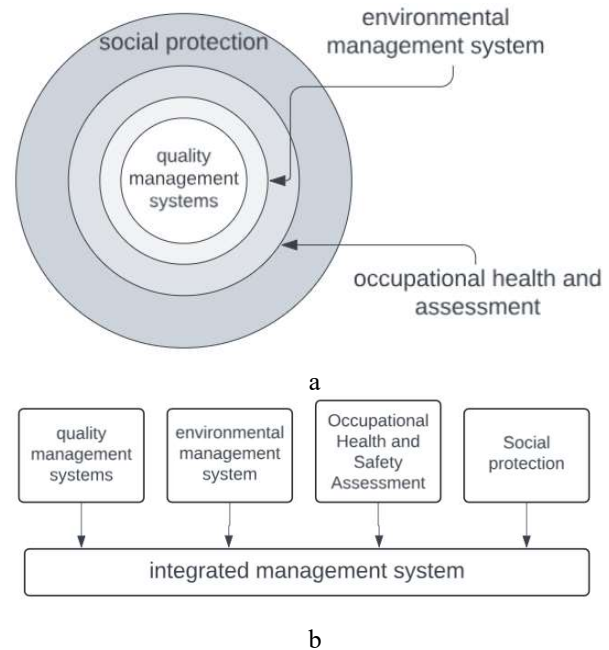 environmental
management system
social protection
quality
management
systems
occupational health and
assessment
a
quality
management
systems
environmental
management
system
Occupational
Health and
Safety
Assessment
Social
protection
integrated management system
b